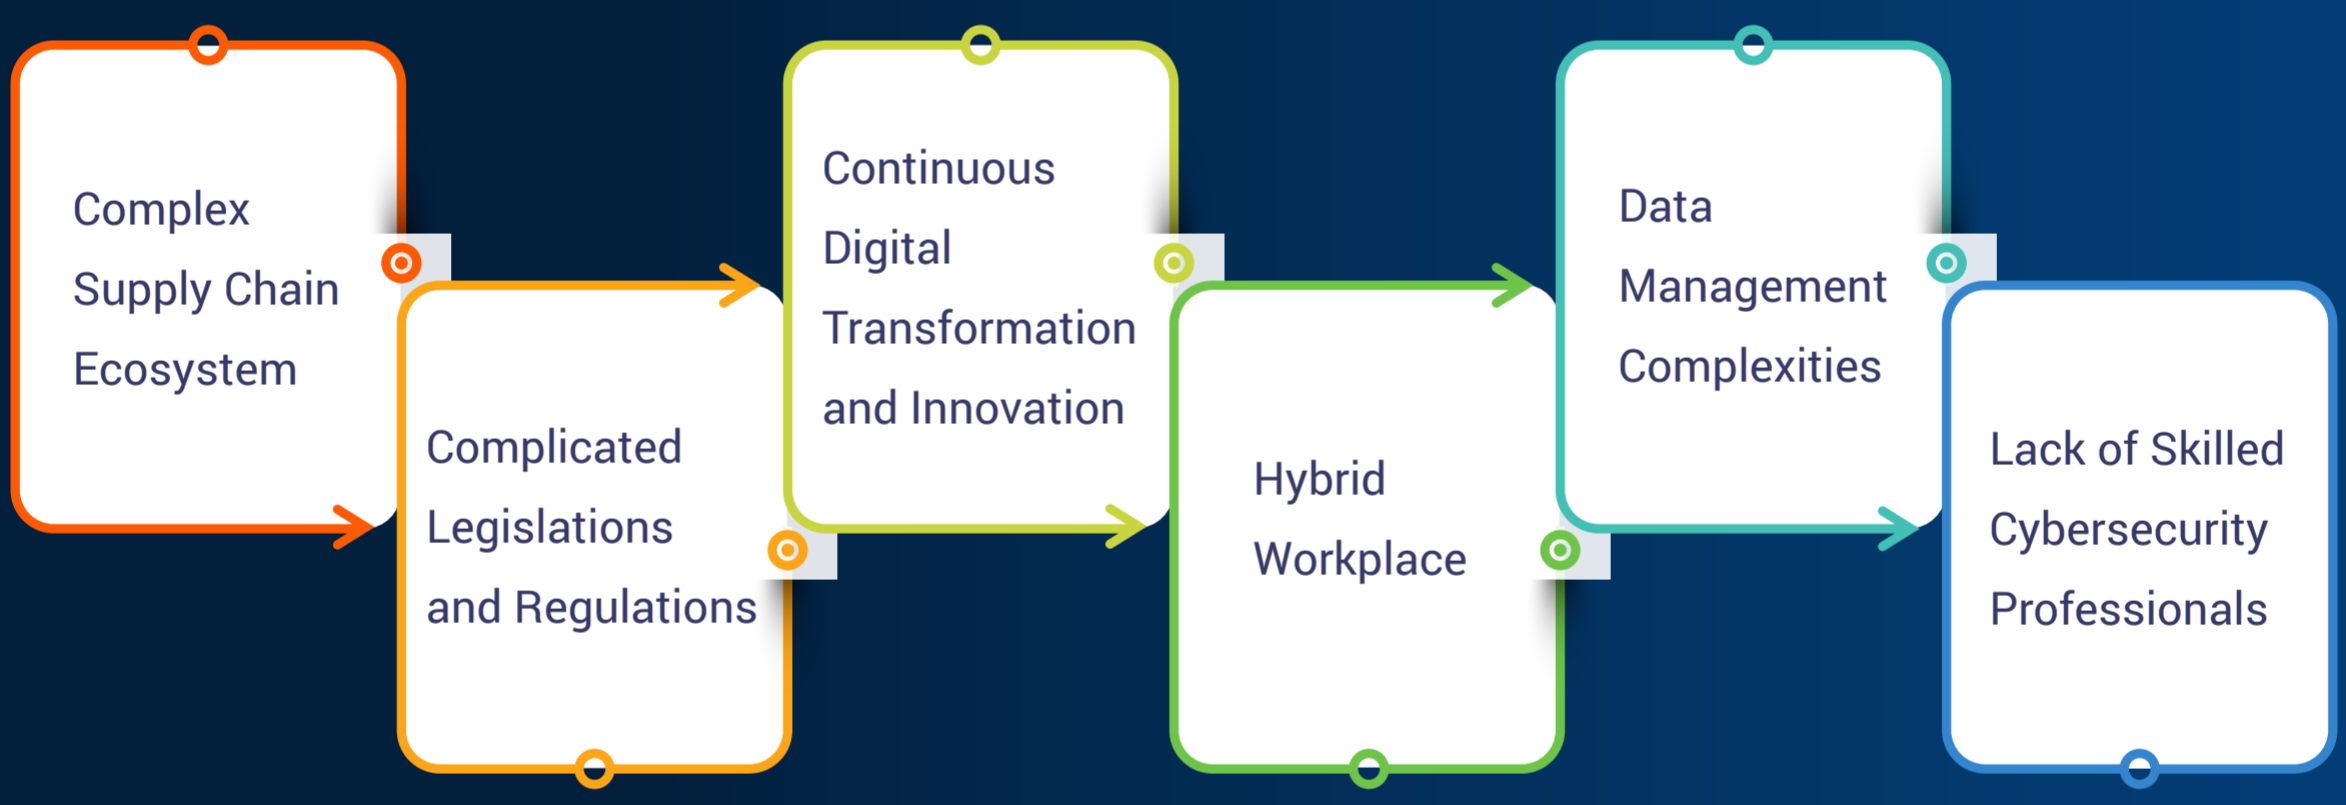 Complex
Supply Chain
Ecosystem
Complicated
Legislations
and Regulations
Continuous
Digital
Transformation
and Innovation
Hybrid
Workplace
Data
Management
Complexities
Lack of Skilled
Cybersecurity
Professionals